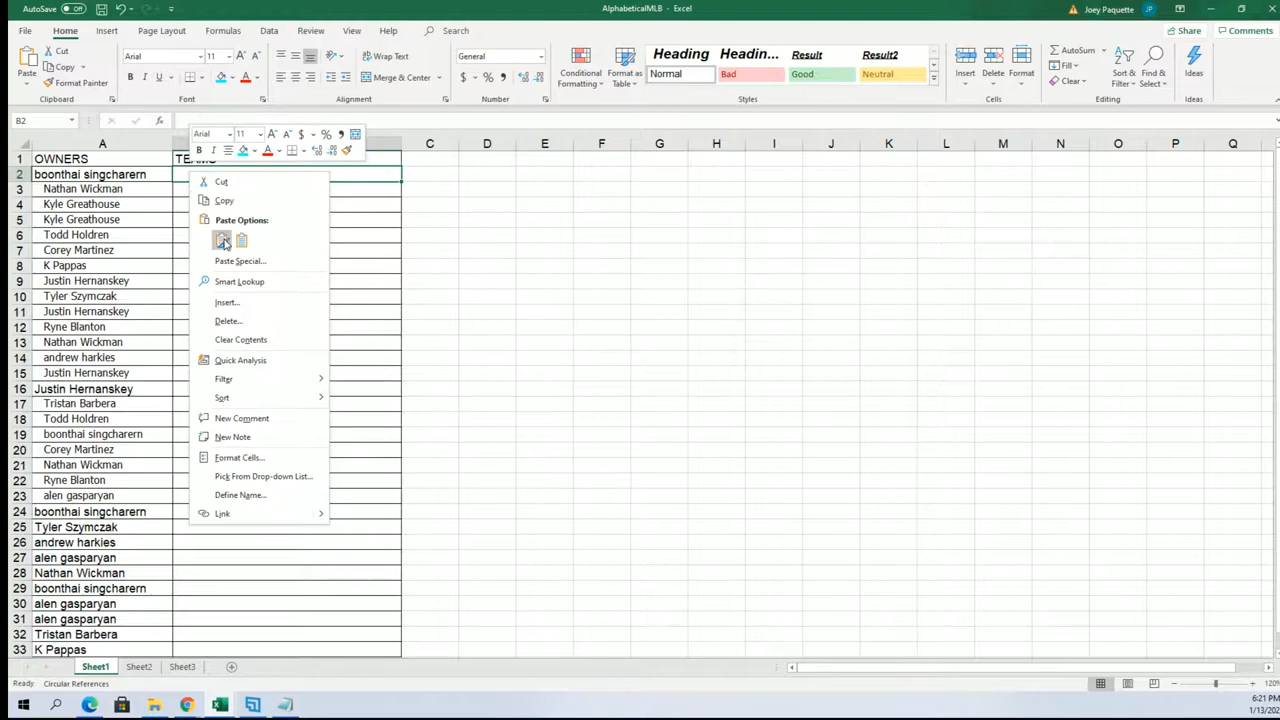 AutoSave Off AlphabeticalMLB - Excel Joey Paquette JP
File Home Insert Page Layout Formulas Data Review View Help Search Share Comments
Paste Cut Copy Format Painter
Arial 11 A A
B I U A
Wrap Text
Merge & Center
General
$ % ,
Conditional Formatting Format as Table
Heading Headin... Result Result2
Normal Bad Good Neutral
Insert Delete Format
AutoSum Fill Clear
Sort & Filter Find & Select
Ideas
Clipboard Font Alignment Number Styles Cells Editing Ideas
B2 fx
Arial 11 A A $ % ,
B I A
A C D E F G H I J K L M N O P Q
1 OWNERS TEAMS
2 boonthai singcharern
3 Nathan Wickman
4 Kyle Greathouse
5 Kyle Greathouse
6 Todd Holdren
7 Corey Martinez
8 K Pappas
9 Justin Hernanskey
10 Tyler Szymczak
11 Justin Hernanskey
12 Ryne Blanton
13 Nathan Wickman
14 andrew harkies
15 Justin Hernanskey
16 Justin Hernanskey
17 Tristan Barbera
18 Todd Holdren
19 boonthai singcharern
20 Corey Martinez
21 Nathan Wickman
22 Ryne Blanton
23 alen gasparyan
24 boonthai singcharern
25 Tyler Szymczak
26 andrew harkies
27 alen gasparyan
28 Nathan Wickman
29 boonthai singcharern
30 alen gasparyan
31 alen gasparyan
32 Tristan Barbera
33 K Pappas
Cut
Copy
Paste Options:
Paste Special...
Smart Lookup
Insert...
Delete...
Clear Contents
Quick Analysis
Filter
Sort
New Comment
New Note
Format Cells...
Pick From Drop-down List...
Define Name...
Link
Sheet1 Sheet2 Sheet3
Ready Circular References 120%
6:21 PM
1/13/202